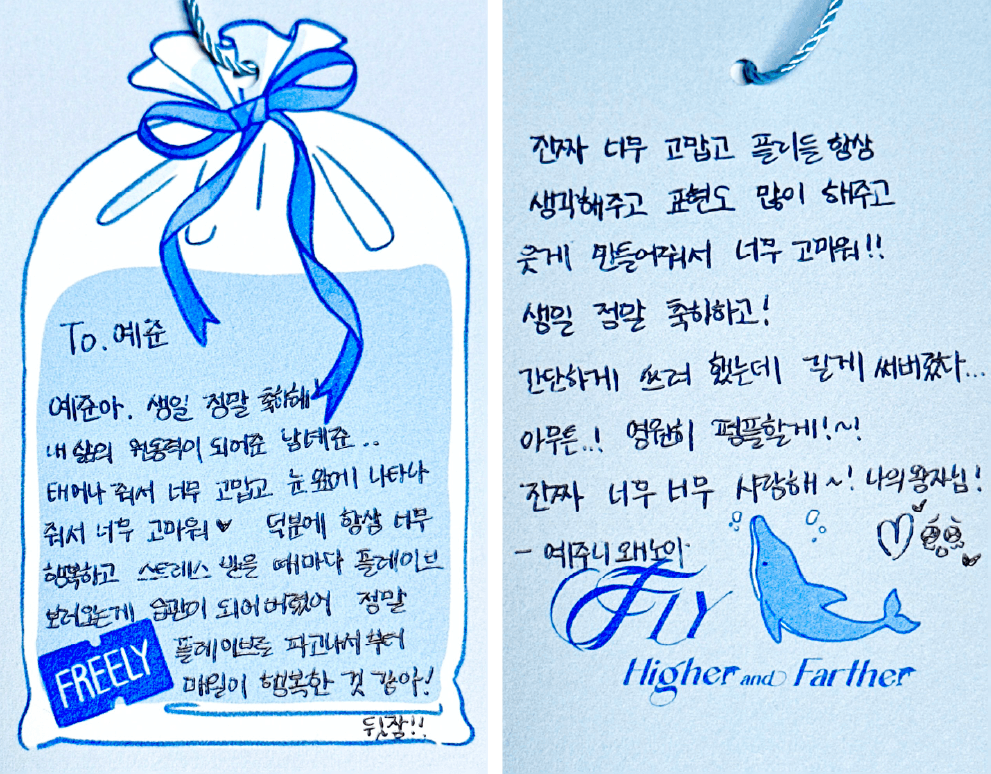 To. 예준
예준아. 생일 정말 축하해!
내 삶의 원동력이 되어준 남예준..
태어나 줘서 너무 고맙고 눈 앞에 나타나
줘서 너무 고마워♥ 덕분에 항상 너무
행복하고 스트레스 받을 때마다 플레이브
보러오는게 습관이 되어버렸어 정말
플레이브를 파고나서부터
매일이 행복한 것 같아!
FREELY
뒷장!!
진짜 너무 고맙고 플리들 항상
생각해주고 표현도 많이 해주고
웃게 만들어줘서 너무 고마워!!
생일 정말 축하하고!
간단하게 쓰려 했는데 길게 써버렸다...
아무튼..! 영원히 평플할게!~!
진짜 너무 너무 사랑해~! 나의 왕자님!
- 예주니
FLY
Higher and Farther